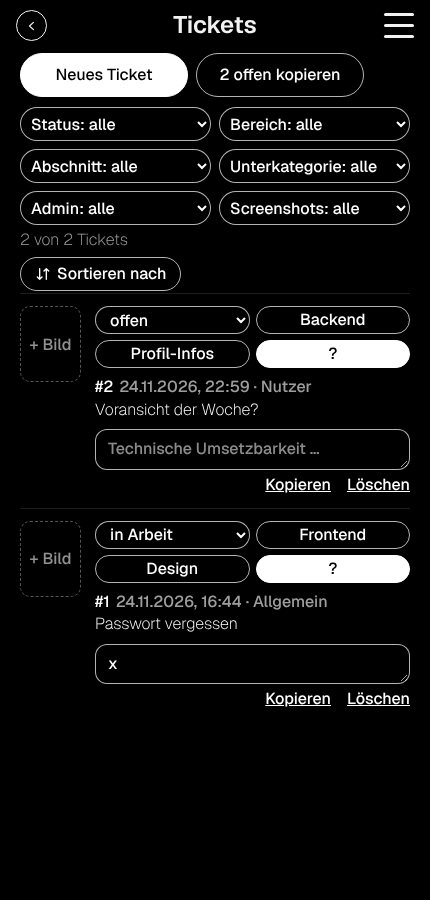 Tickets
Neues Ticket
2 offen kopieren
Status: alle
Bereich: alle
Abschnitt: alle
Unterkategorie: alle
Admin: alle
Screenshots: alle
2 von 2 Tickets
Sortieren nach
+ Bild
offen
Backend
Profil-Infos
?
#2 24.11.2026, 22:59 · Nutzer
Voransicht der Woche?
Technische Umsetzbarkeit ...
Kopieren Löschen
+ Bild
in Arbeit
Frontend
Design
?
#1 24.11.2026, 16:44 · Allgemein
Passwort vergessen
x
Kopieren Löschen